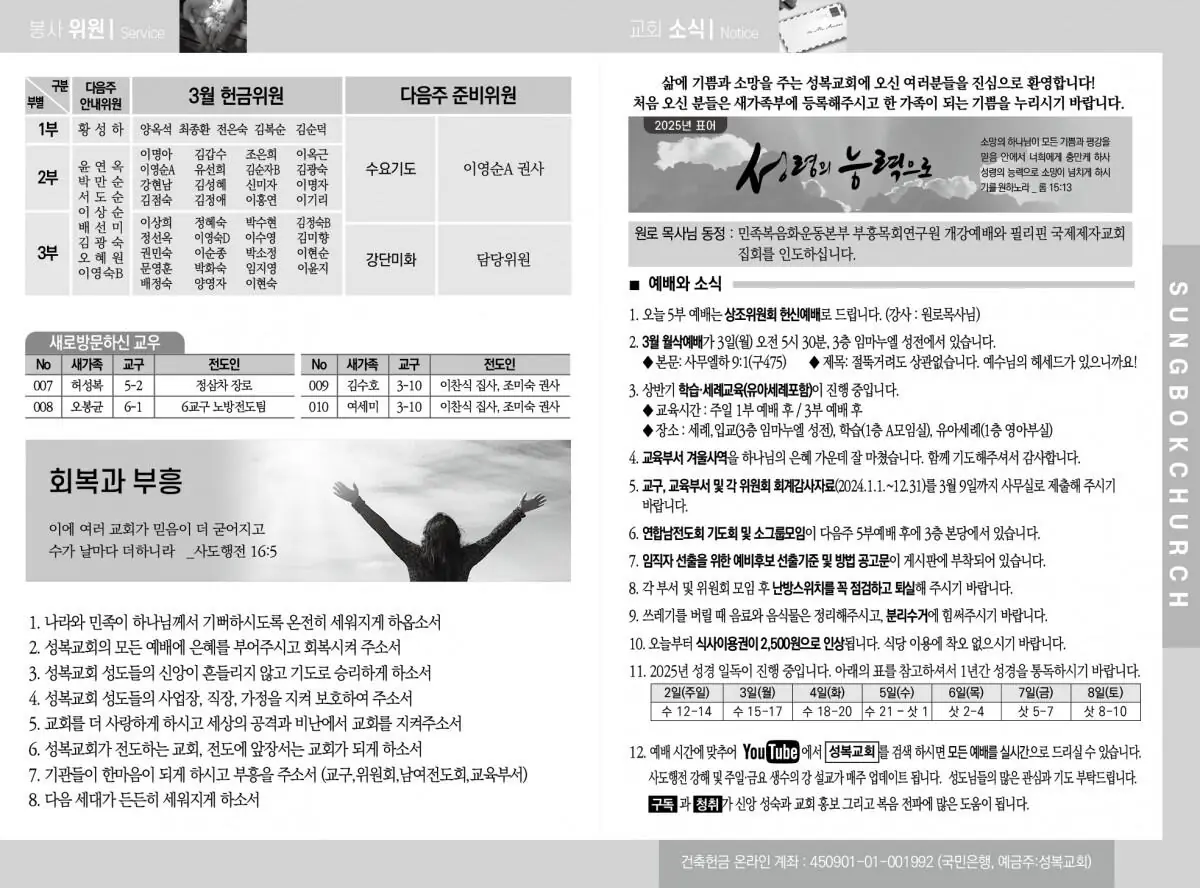 봉사 위원 | Service
구분
부별
다음주
안내위원
3월 헌금위원
다음주 준비위원
1부
황 성 하
양옥석 최종환 전은숙 김복순 김순덕
2부
3부
윤 연 옥
박 만 순
서 도 순
이 상 순
배 선 미
김 광 숙
오 혜 원
이영숙B
이명아 김갑수 조은희 이옥근
이영순A 유선희 김순자B 김광숙
강현남 김성혜 신미자 이명자
김점숙 김정애 이홍연 이기리
이상희 정혜숙 박수현 김정숙B
정선옥 이영숙D 이수영 김미향
권민숙 이순종 박소정 이현순
문영훈 박화숙 임지영 이윤지
배정숙 양영자 이현숙
수요기도 이영순A 권사
강단미화 담당위원
새로방문하신 교우
No 새가족 교구 전도인
007 허성복 5-2 정삼차 장로
008 오봉균 6-1 6교구 노방전도팀
No 새가족 교구 전도인
009 김수호 3-10 이찬식 집사, 조미숙 권사
010 여세미 3-10 이찬식 집사, 조미숙 권사
회복과 부흥
이에 여러 교회가 믿음이 더 굳어지고
수가 날마다 더하니라 _사도행전 16:5
1. 나라와 민족이 하나님께서 기뻐하시도록 온전히 세워지게 하옵소서
2. 성복교회의 모든 예배에 은혜를 부어주시고 회복시켜 주소서
3. 성복교회 성도들의 신앙이 흔들리지 않고 기도로 승리하게 하소서
4. 성복교회 성도들의 사업장, 직장, 가정을 지켜 보호하여 주소서
5. 교회를 더 사랑하게 하시고 세상의 공격과 비난에서 교회를 지켜주소서
6. 성복교회가 전도하는 교회, 전도에 앞장서는 교회가 되게 하소서
7. 기관들이 한마음이 되게 하시고 부흥을 주소서 (교구,위원회,남여전도회,교육부서)
8. 다음 세대가 든든히 세워지게 하소서
교회 소식 | Notice
삶에 기쁨과 소망을 주는 성복교회에 오신 여러분들을 진심으로 환영합니다!
처음 오신 분들은 새가족부에 등록해주시고 한 가족이 되는 기쁨을 누리시기 바랍니다.
2025년 표어
성령의 능력으로
소망의 하나님이 모든 기쁨과 평강을
믿음 안에서 너희에게 충만케 하사
성령의 능력으로 소망이 넘치게 하시
기를 원하노라 _ 롬 15:13
원로 목사님 동정 : 민족복음화운동본부 부흥목회연구원 개강예배와 필리핀 국제제자교회
집회를 인도하십니다.
■ 예배와 소식
1. 오늘 5부 예배는 상조위원회 헌신예배로 드립니다. (강사 : 원로목사님)
2. 3월 월삭예배가 3일(월) 오전 5시 30분, 3층 임마누엘 성전에서 있습니다.
◆ 본문: 사무엘하 9:1(구475) ◆ 제목: 절뚝거려도 상관없습니다. 예수님의 헤세드가 있으니까요!
3. 상반기 학습·세례교육(유아세례포함)이 진행 중입니다.
◆ 교육시간 : 주일 1부 예배 후 / 3부 예배 후
◆ 장소 : 세례,입교(3층 임마누엘 성전), 학습(1층 A모임실), 유아세례(1층 영아부실)
4. 교육부서 겨울사역을 하나님의 은혜 가운데 잘 마쳤습니다. 함께 기도해주셔서 감사합니다.
5. 교구, 교육부서 및 각 위원회 회계감사자료(2024.1.1.~12.31)를 3월 9일까지 사무실로 제출해 주시기
바랍니다.
6. 연합남전도회 기도회 및 소그룹모임이 다음주 5부예배 후에 3층 본당에서 있습니다.
7. 임직자 선출을 위한 예비후보 선출기준 및 방법 공고문이 게시판에 부착되어 있습니다.
8. 각 부서 및 위원회 모임 후 난방스위치를 꼭 점검하고 퇴실해 주시기 바랍니다.
9. 쓰레기를 버릴 때 음료와 음식물은 정리해주시고, 분리수거에 힘써주시기 바랍니다.
10. 오늘부터 식사이용권이 2,500원으로 인상됩니다. 식당 이용에 착오 없으시기 바랍니다.
11. 2025년 성경 일독이 진행 중입니다. 아래의 표를 참고하셔서 1년간 성경을 통독하시기 바랍니다.
2일(주일) 3일(월) 4일(화) 5일(수) 6일(목) 7일(금) 8일(토)
수 12-14 수 15-17 수 18-20 수 21 - 삿 1 삿 2-4 삿 5-7 삿 8-10
12. 예배 시간에 맞추어 YouTube에서 성복교회를 검색 하시면 모든 예배를 실시간으로 드리실 수 있습니다.
사도행전 강해 및 주일·금요 생수의 강 설교가 매주 업데이트 됩니다. 성도님들의 많은 관심과 기도 부탁드립니다.
구독 과 청취가 신앙 성숙과 교회 홍보 그리고 복음 전파에 많은 도움이 됩니다.
SUNGBOKCHURCH
건축헌금 온라인 계좌 : 450901-01-001992 (국민은행, 예금주:성복교회)